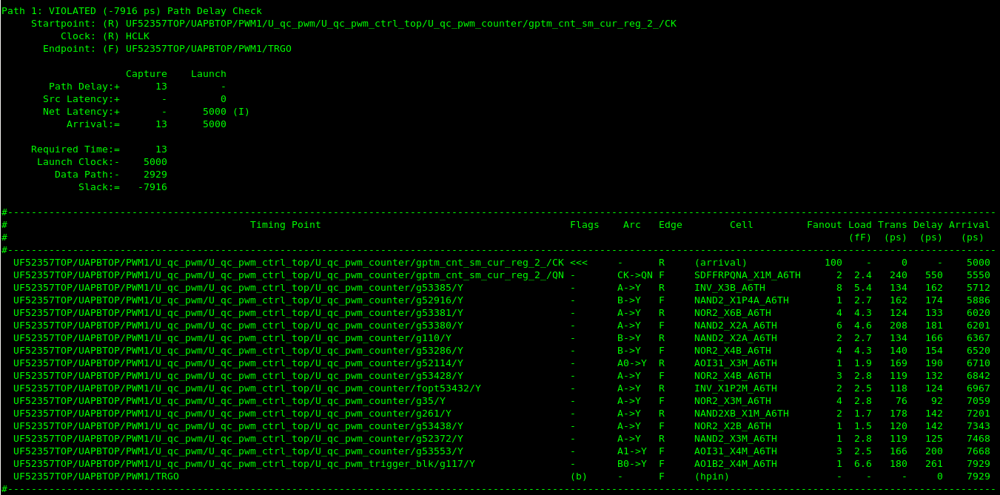 Path 1: VIOLATED (-7916 ps) Path Delay Check
     Startpoint: (R) UF52357TOP/UAPBTOP/PWM1/U_qc_pwm/U_qc_pwm_ctrl_top/U_qc_pwm_counter/gptm_cnt_sm_cur_reg_2_/CK
          Clock: (R) HCLK
       Endpoint: (F) UF52357TOP/UAPBTOP/PWM1/TRGO
                     Capture    Launch
        Path Delay:+      13         -
       Src Latency:+       -         0
       Net Latency:+       -      5000 (I)
           Arrival:=      13      5000
     Required Time:=      13
      Launch Clock:-    5000
         Data Path:-    2929
             Slack:=   -7916
#-----------------------------------------------------------------------------------------------------------------------------------------------------------------------
#                                         Timing Point                                          Flags    Arc   Edge        Cell         Fanout Load Trans Delay Arrival
#                                                                                                                                              (fF)  (ps)  (ps)   (ps)
#-----------------------------------------------------------------------------------------------------------------------------------------------------------------------
  UF52357TOP/UAPBTOP/PWM1/U_qc_pwm/U_qc_pwm_ctrl_top/U_qc_pwm_counter/gptm_cnt_sm_cur_reg_2_/CK <<<     -      R     (arrival)             100    -     0     -    5000
  UF52357TOP/UAPBTOP/PWM1/U_qc_pwm/U_qc_pwm_ctrl_top/U_qc_pwm_counter/gptm_cnt_sm_cur_reg_2_/QN -       CK->QN F     SDFFRPQNA_X1M_A6TH      2  2.4   240   550    5550
  UF52357TOP/UAPBTOP/PWM1/U_qc_pwm/U_qc_pwm_ctrl_top/U_qc_pwm_counter/g53385/Y                  -       A->Y   R     INV_X3B_A6TH            8  5.4   134   162    5712
  UF52357TOP/UAPBTOP/PWM1/U_qc_pwm/U_qc_pwm_ctrl_top/U_qc_pwm_counter/g52916/Y                  -       B->Y   F     NAND2_X1P4A_A6TH        1  2.7   162   174    5886
  UF52357TOP/UAPBTOP/PWM1/U_qc_pwm/U_qc_pwm_ctrl_top/U_qc_pwm_counter/g53381/Y                  -       A->Y   R     NOR2_X6B_A6TH           4  4.3   124   133    6020
  UF52357TOP/UAPBTOP/PWM1/U_qc_pwm/U_qc_pwm_ctrl_top/U_qc_pwm_counter/g53380/Y                  -       A->Y   F     NAND2_X2A_A6TH          6  4.6   208   181    6201
  UF52357TOP/UAPBTOP/PWM1/U_qc_pwm/U_qc_pwm_ctrl_top/U_qc_pwm_counter/g110/Y                    -       B->Y   R     NAND2_X2A_A6TH          2  2.7   134   166    6367
  UF52357TOP/UAPBTOP/PWM1/U_qc_pwm/U_qc_pwm_ctrl_top/U_qc_pwm_counter/g53286/Y                  -       B->Y   F     NOR2_X4B_A6TH           4  4.3   140   154    6520
  UF52357TOP/UAPBTOP/PWM1/U_qc_pwm/U_qc_pwm_ctrl_top/U_qc_pwm_counter/g52114/Y                  -       A0->Y  R     AOI31_X3M_A6TH          1  1.9   169   190    6710
  UF52357TOP/UAPBTOP/PWM1/U_qc_pwm/U_qc_pwm_ctrl_top/U_qc_pwm_counter/g53428/Y                  -       A->Y   F     NOR2_X4B_A6TH           3  2.8   119   132    6842
  UF52357TOP/UAPBTOP/PWM1/U_qc_pwm/U_qc_pwm_ctrl_top/U_qc_pwm_counter/fopt53432/Y               -       A->Y   R     INV_X1P2M_A6TH          2  2.5   118   124    6967
  UF52357TOP/UAPBTOP/PWM1/U_qc_pwm/U_qc_pwm_ctrl_top/U_qc_pwm_counter/g35/Y                     -       A->Y   F     NOR2_X3M_A6TH           4  2.8    76    92    7059
  UF52357TOP/UAPBTOP/PWM1/U_qc_pwm/U_qc_pwm_ctrl_top/U_qc_pwm_counter/g261/Y                    -       A->Y   R     NAND2XB_X1M_A6TH        2  1.7   178   142    7201
  UF52357TOP/UAPBTOP/PWM1/U_qc_pwm/U_qc_pwm_ctrl_top/U_qc_pwm_counter/g53438/Y                  -       A->Y   F     NOR2_X2B_A6TH           1  1.5   120   142    7343
  UF52357TOP/UAPBTOP/PWM1/U_qc_pwm/U_qc_pwm_ctrl_top/U_qc_pwm_counter/g52372/Y                  -       A->Y   R     NAND2_X3M_A6TH          1  2.8   119   125    7468
  UF52357TOP/UAPBTOP/PWM1/U_qc_pwm/U_qc_pwm_ctrl_top/U_qc_pwm_counter/g53553/Y                  -       A1->Y  F     AOI31_X4M_A6TH          3  2.5   166   200    7668
  UF52357TOP/UAPBTOP/PWM1/U_qc_pwm/U_qc_pwm_ctrl_top/U_qc_pwm_trigger_blk/g117/Y                -       B0->Y  F     AO1B2_X4M_A6TH          1  6.6   180   261    7929
  UF52357TOP/UAPBTOP/PWM1/TRGO                                                                  (b)     -      F     (hpin)                  -    -     -     0    7929
#-----------------------------------------------------------------------------------------------------------------------------------------------------------------------